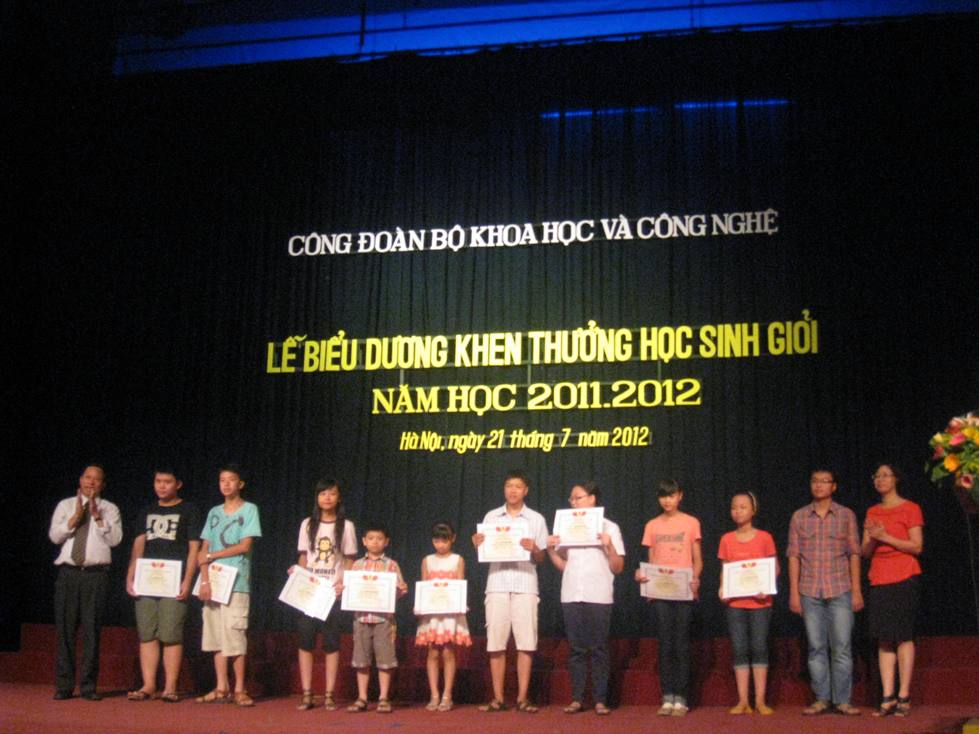 CÔNG ĐOÀN BỘ KHOA HỌC VÀ CÔNG NGHỆ
LỄ BIỂU DƯƠNG KHEN THƯỞNG HỌC SINH GIỎI
NĂM HỌC 2011.2012
Hà Nội, ngày 21 tháng 7 năm 2012